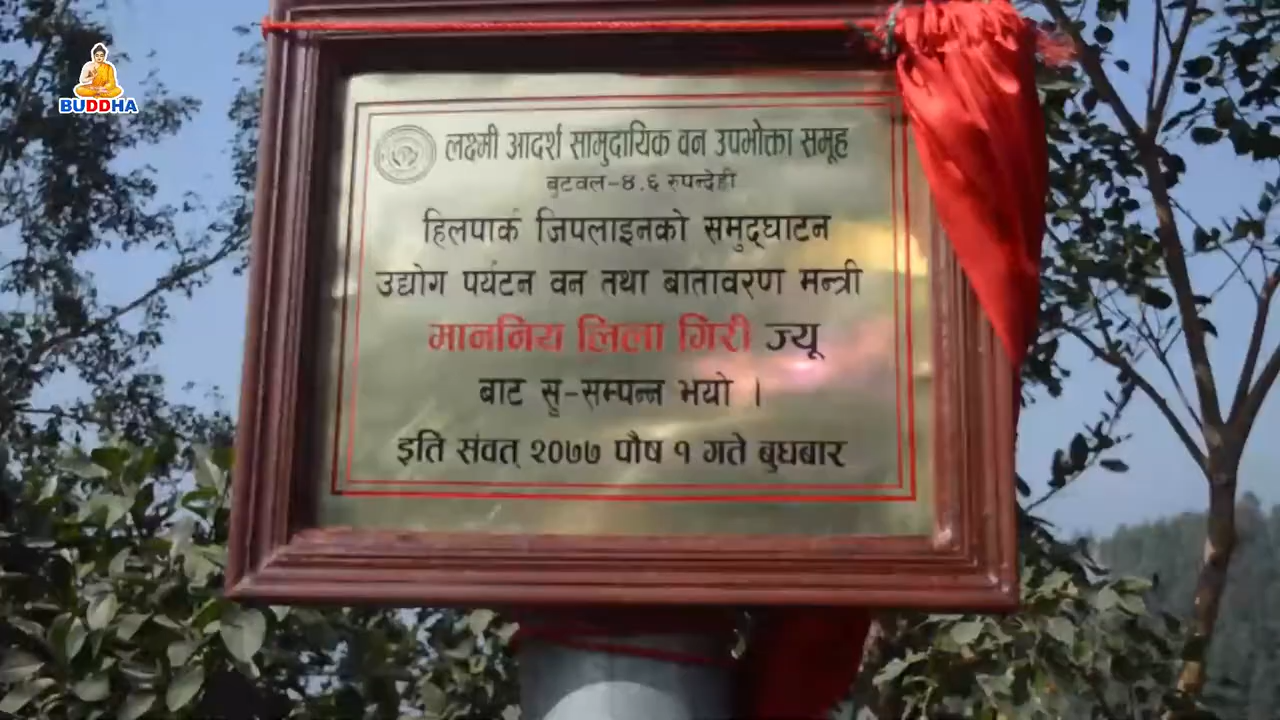 BUDDHA
लक्ष्मी आदर्श सामुदायिक वन उपभोक्ता समूह
बुटवल-४.६ रुपन्देही
हिलपार्क जिपलाइनको समुद्घाटन
उद्योग पर्यटन वन तथा बातावरण मन्त्री
माननिय लिला गिरी ज्यू
बाट सु-सम्पन्न भयो ।
इति संवत् २०७७ पौष १ गते बुधबार